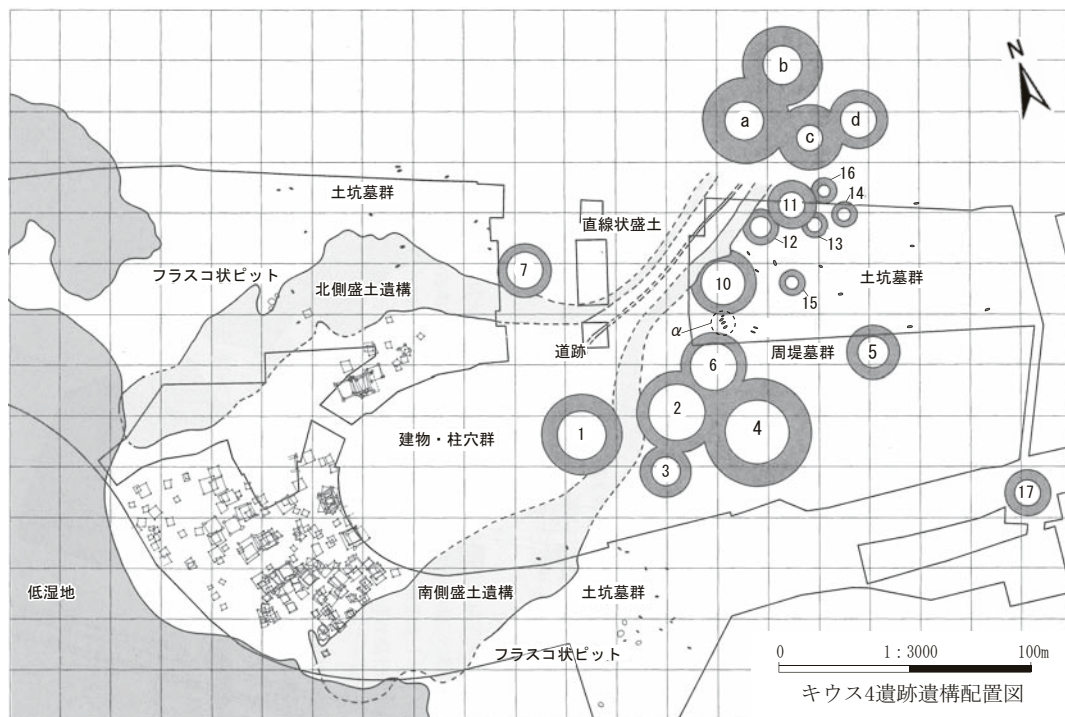 b
N
a
d
c
16
土坑墓群
11
14
直線状盛土
12
13
フラスコ状ピット
7
北側盛土遺構
10
土坑墓群
15
α
道跡
周堤墓群
5
6
2
建物・柱穴群
1
4
3
17
低湿地
南側盛土遺構
土坑墓群
フラスコ状ピット
0 1：3000 100m
キウス4遺跡遺構配置図